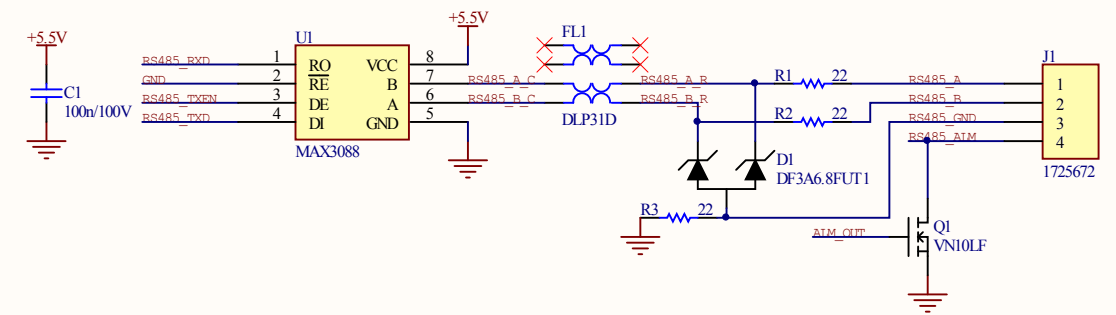 +5.5V
C1
100n/100V
RS485_RXD
GND
RS485_TXEN
RS485_TXD
1
2
3
4
U1
RO
RE
DE
DI
VCC
B
A
GND
MAX3088
8
7
6
5
+5.5V
RS485_A_C
RS485_B_C
FL1
DLP31D
RS485_A_R
RS485_B_R
R1 22
R2 22
D1
DF3A6.8FUT1
R3 22
RS485_A
RS485_B
RS485_GND
RS485_ALM
J1
1
2
3
4
1725672
ALM_OUT
Q1
VN10LF